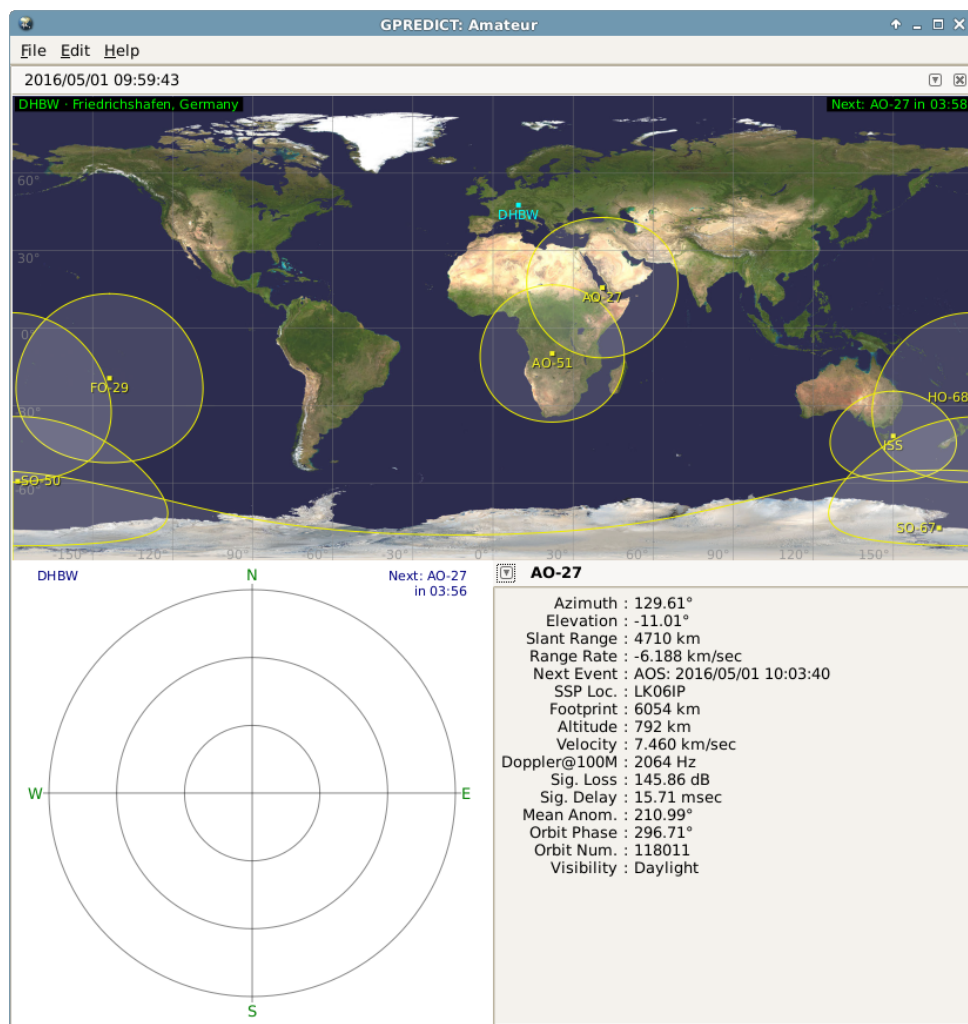 GPREDICT: Amateur
File Edit Help
2016/05/01 09:59:43
DHBW · Friedrichshafen, Germany
Next: AO-27 in 03:58
60°
DHBW
30°
AO-27
0°
AO-51
FO-29
HO-68
-30°
ISS
SO-50
-60°
SO-67
-150° -120° -90° -60° -30° 0° 30° 60° 90° 120° 150°
DHBW
N
Next: AO-27
in 03:56
W
E
S
AO-27
Azimuth : 129.61°
Elevation : -11.01°
Slant Range : 4710 km
Range Rate : -6.188 km/sec
Next Event : AOS: 2016/05/01 10:03:40
SSP Loc. : LK06IP
Footprint : 6054 km
Altitude : 792 km
Velocity : 7.460 km/sec
Doppler@100M : 2064 Hz
Sig. Loss : 145.86 dB
Sig. Delay : 15.71 msec
Mean Anom. : 210.99°
Orbit Phase : 296.71°
Orbit Num. : 118011
Visibility : Daylight